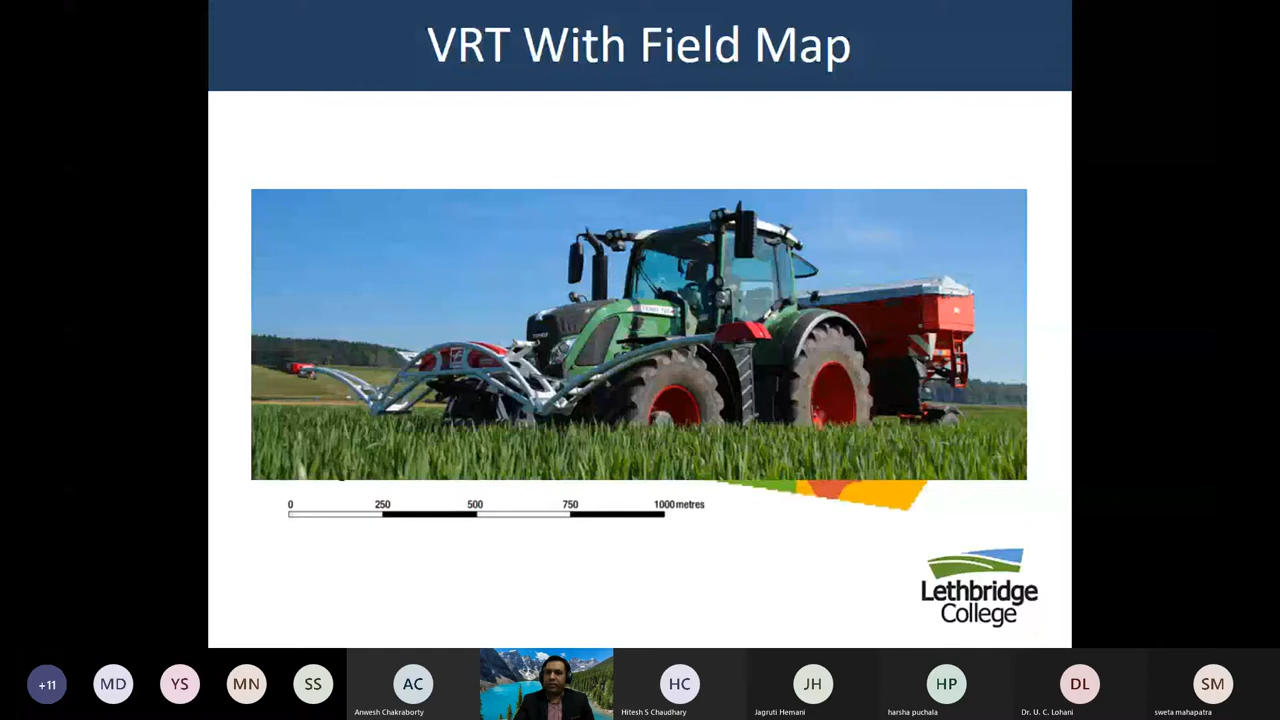 VRT With Field Map
0 250 500 750 1000 metres
Lethbridge
College
+11 MD YS MN SS AC HC JH HP DL SM
Anwesh Chakraborty Hitesh S Chaudhary Jagruti Hemani harsha puchala Dr. U. C. Lohani sweta mahapatra